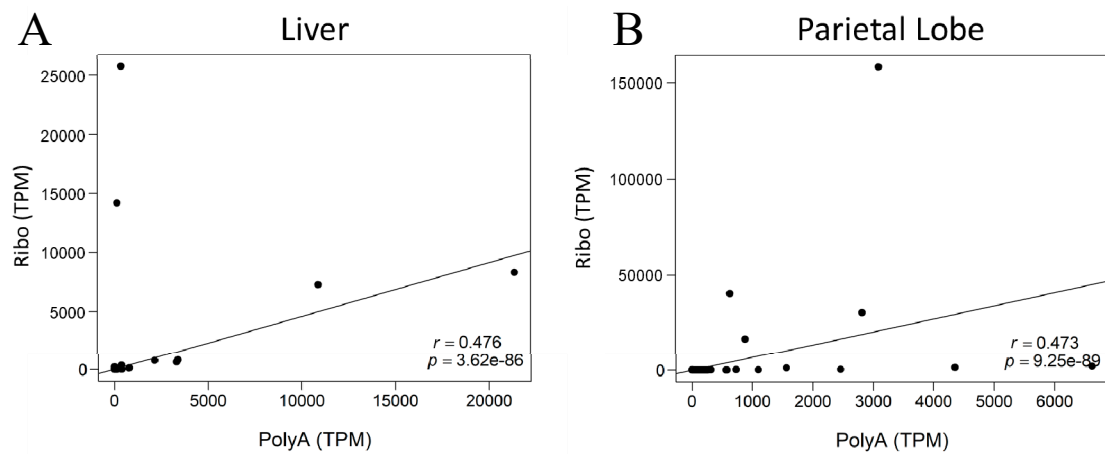 A
Liver
25000
20000
15000
10000
5000
0
Ribo (TPM)
r = 0.476
p = 3.62e-86
0 5000 10000 15000 20000
PolyA (TPM)
B
Parietal Lobe
150000
100000
50000
0
Ribo (TPM)
r = 0.473
p = 9.25e-89
0 1000 2000 3000 4000 5000 6000
PolyA (TPM)